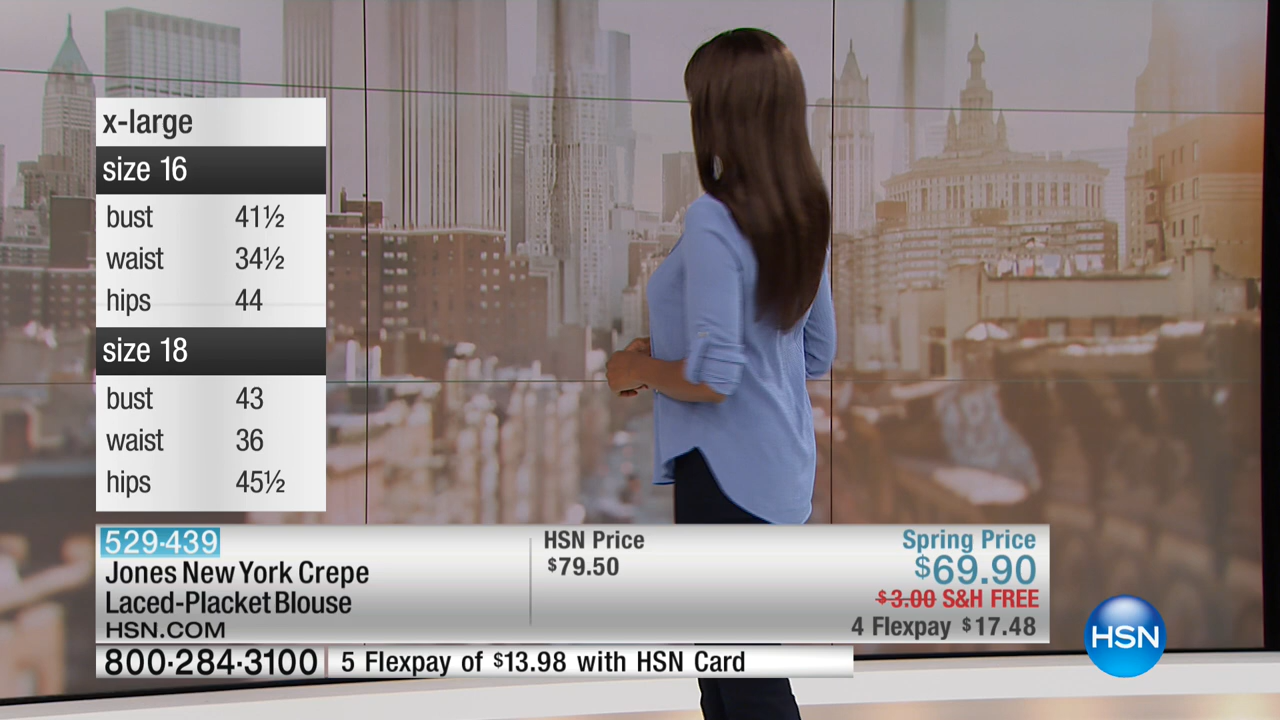 x-large
size 16
bust 41½
waist 34½
hips 44
size 18
bust 43
waist 36
hips 45½
529-439
Jones New York Crepe
Laced-Placket Blouse
HSN.COM
HSN Price
$79.50
Spring Price
$69.90
$3.00 S&H FREE
4 Flexpay $17.48
800·284·3100 5 Flexpay of $13.98 with HSN Card
HSN